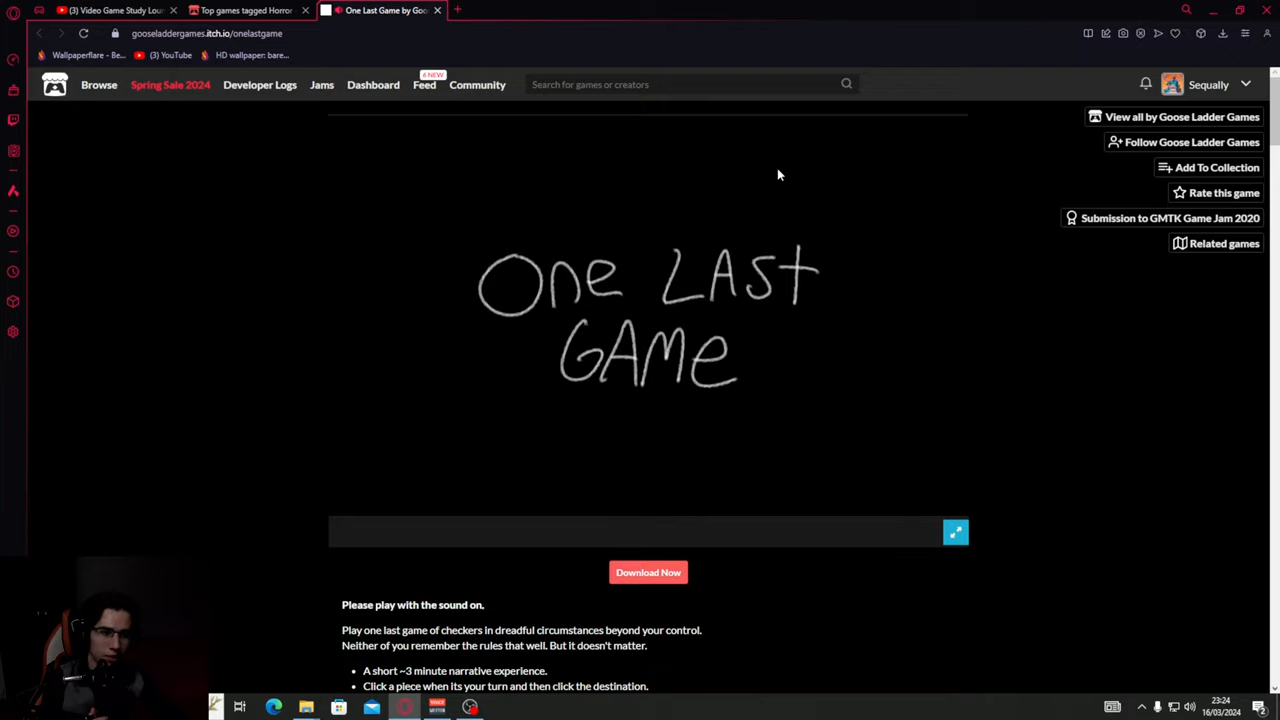 (3) Video Game Study Lou
Top games tagged Horror
One Last Game by Goo
gooseladdergames.itch.io/onelastgame
Wallpaperflare - Be...
(3) YouTube
HD wallpaper: bare...
6 NEW
Browse
Spring Sale 2024
Developer Logs
Jams
Dashboard
Feed
Community
Search for games or creators
Sequally
View all by Goose Ladder Games
Follow Goose Ladder Games
Add To Collection
Rate this game
Submission to GMTK Game Jam 2020
Related games
One LAst
GAMe
Download Now
Please play with the sound on.
Play one last game of checkers in dreadful circumstances beyond your control.
Neither of you remember the rules that well. But it doesn't matter.
• A short ~3 minute narrative experience.
• Click a piece when its your turn and then click the destination.
23:24
16/03/2024